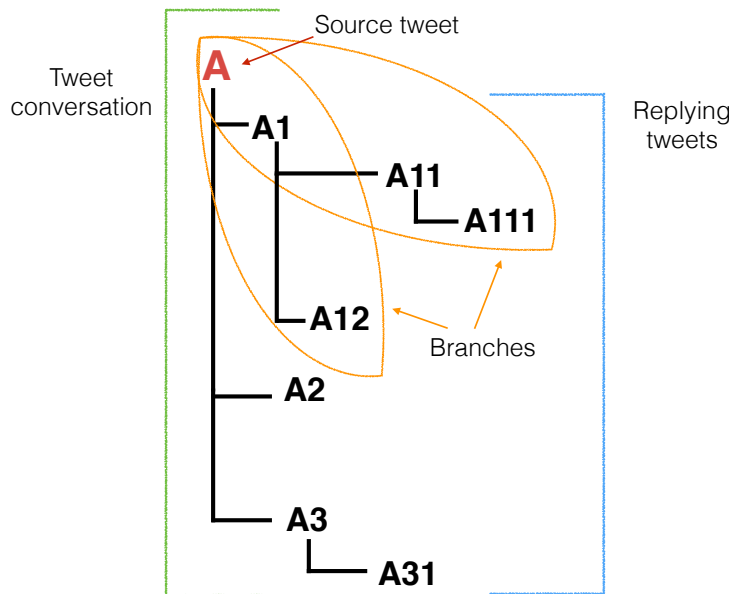 Source tweet
A
Tweet
conversation
Replying
tweets
A1
A11
A111
A12
Branches
A2
A3
A31